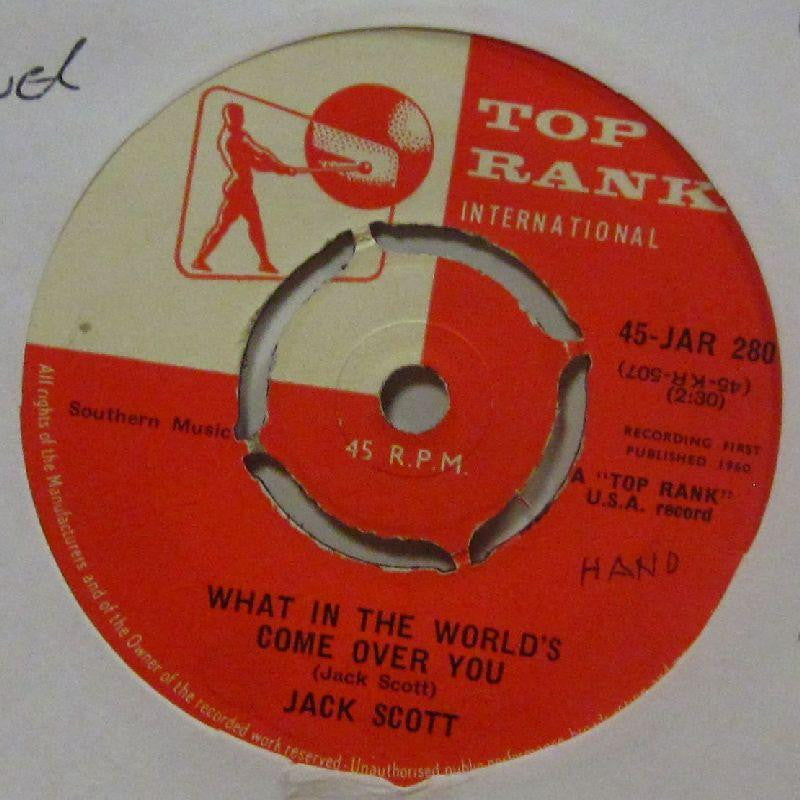 TOP
RANK
INTERNATIONAL
45-JAR 280
(45-KR-507)
(2:30)
RECORDING FIRST
PUBLISHED 1960
A "TOP RANK"
U.S.A. record
Southern Music
45 R.P.M.
HAND
WHAT IN THE WORLD'S
COME OVER YOU
(Jack Scott)
JACK SCOTT
All rights of the Manufacturers and of the Owner of the recorded work reserved - Unauthorised public performance